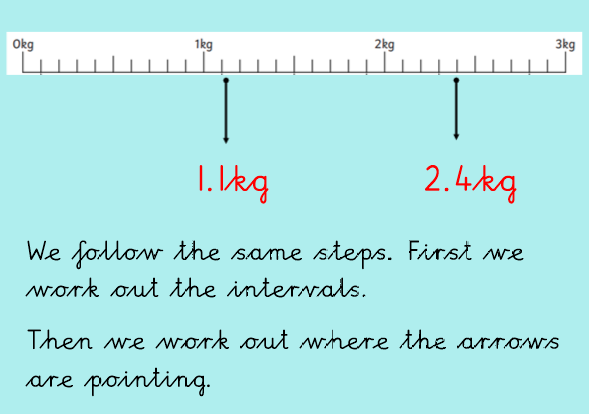 0kg 1kg 2kg 3kg
1.1kg 2.4kg
We follow the same steps. First we
work out the intervals.
Then we work out where the arrows
are pointing.